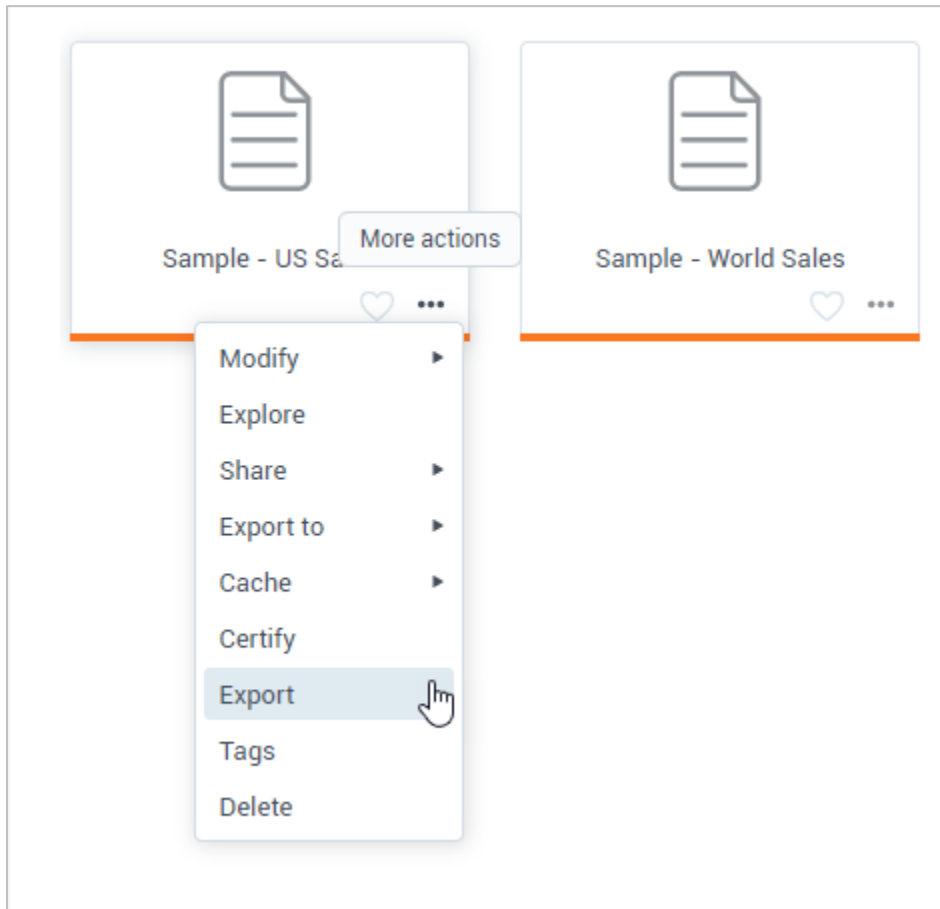 More actions
Sample - US Sa
Sample - World Sales
Modify
Explore
Share
Export to
Cache
Certify
Export
Tags
Delete